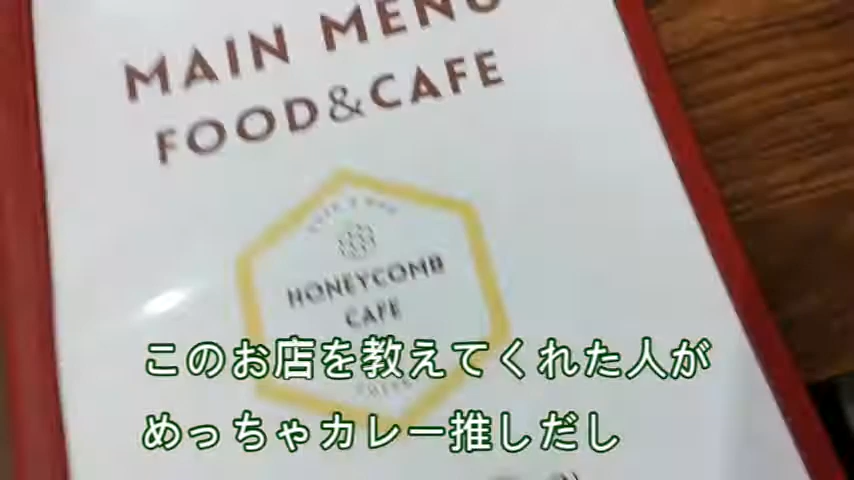 MAIN MENU
FOOD&CAFE
HONEYCOMB
CAFE
このお店を教えてくれた人が
めっちゃカレー推しだし